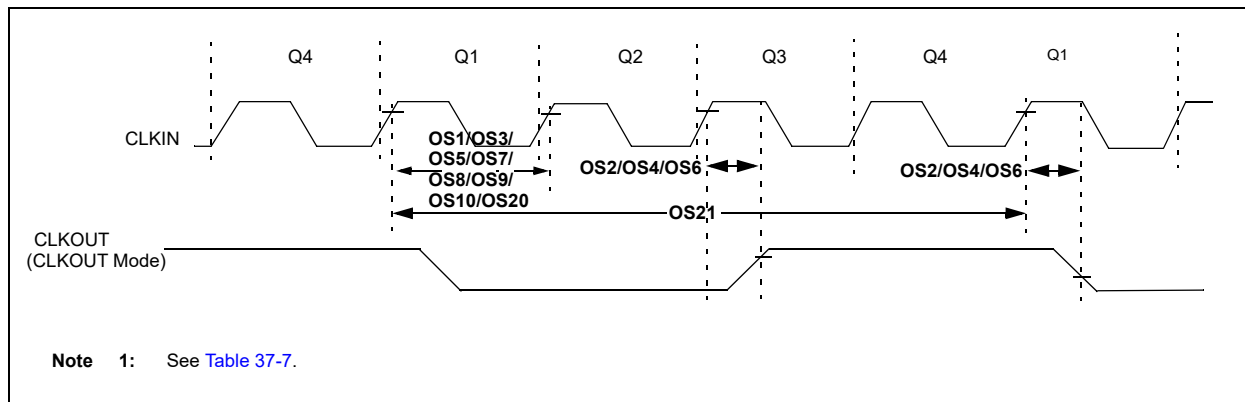 Q4 Q1 Q2 Q3 Q4 Q1
CLKIN
OS1/OS3/
OS5/OS7/
OS8/OS9/
OS10/OS20
OS2/OS4/OS6
OS2/OS4/OS6
OS21
CLKOUT
(CLKOUT Mode)
Note 1: See Table 37-7.